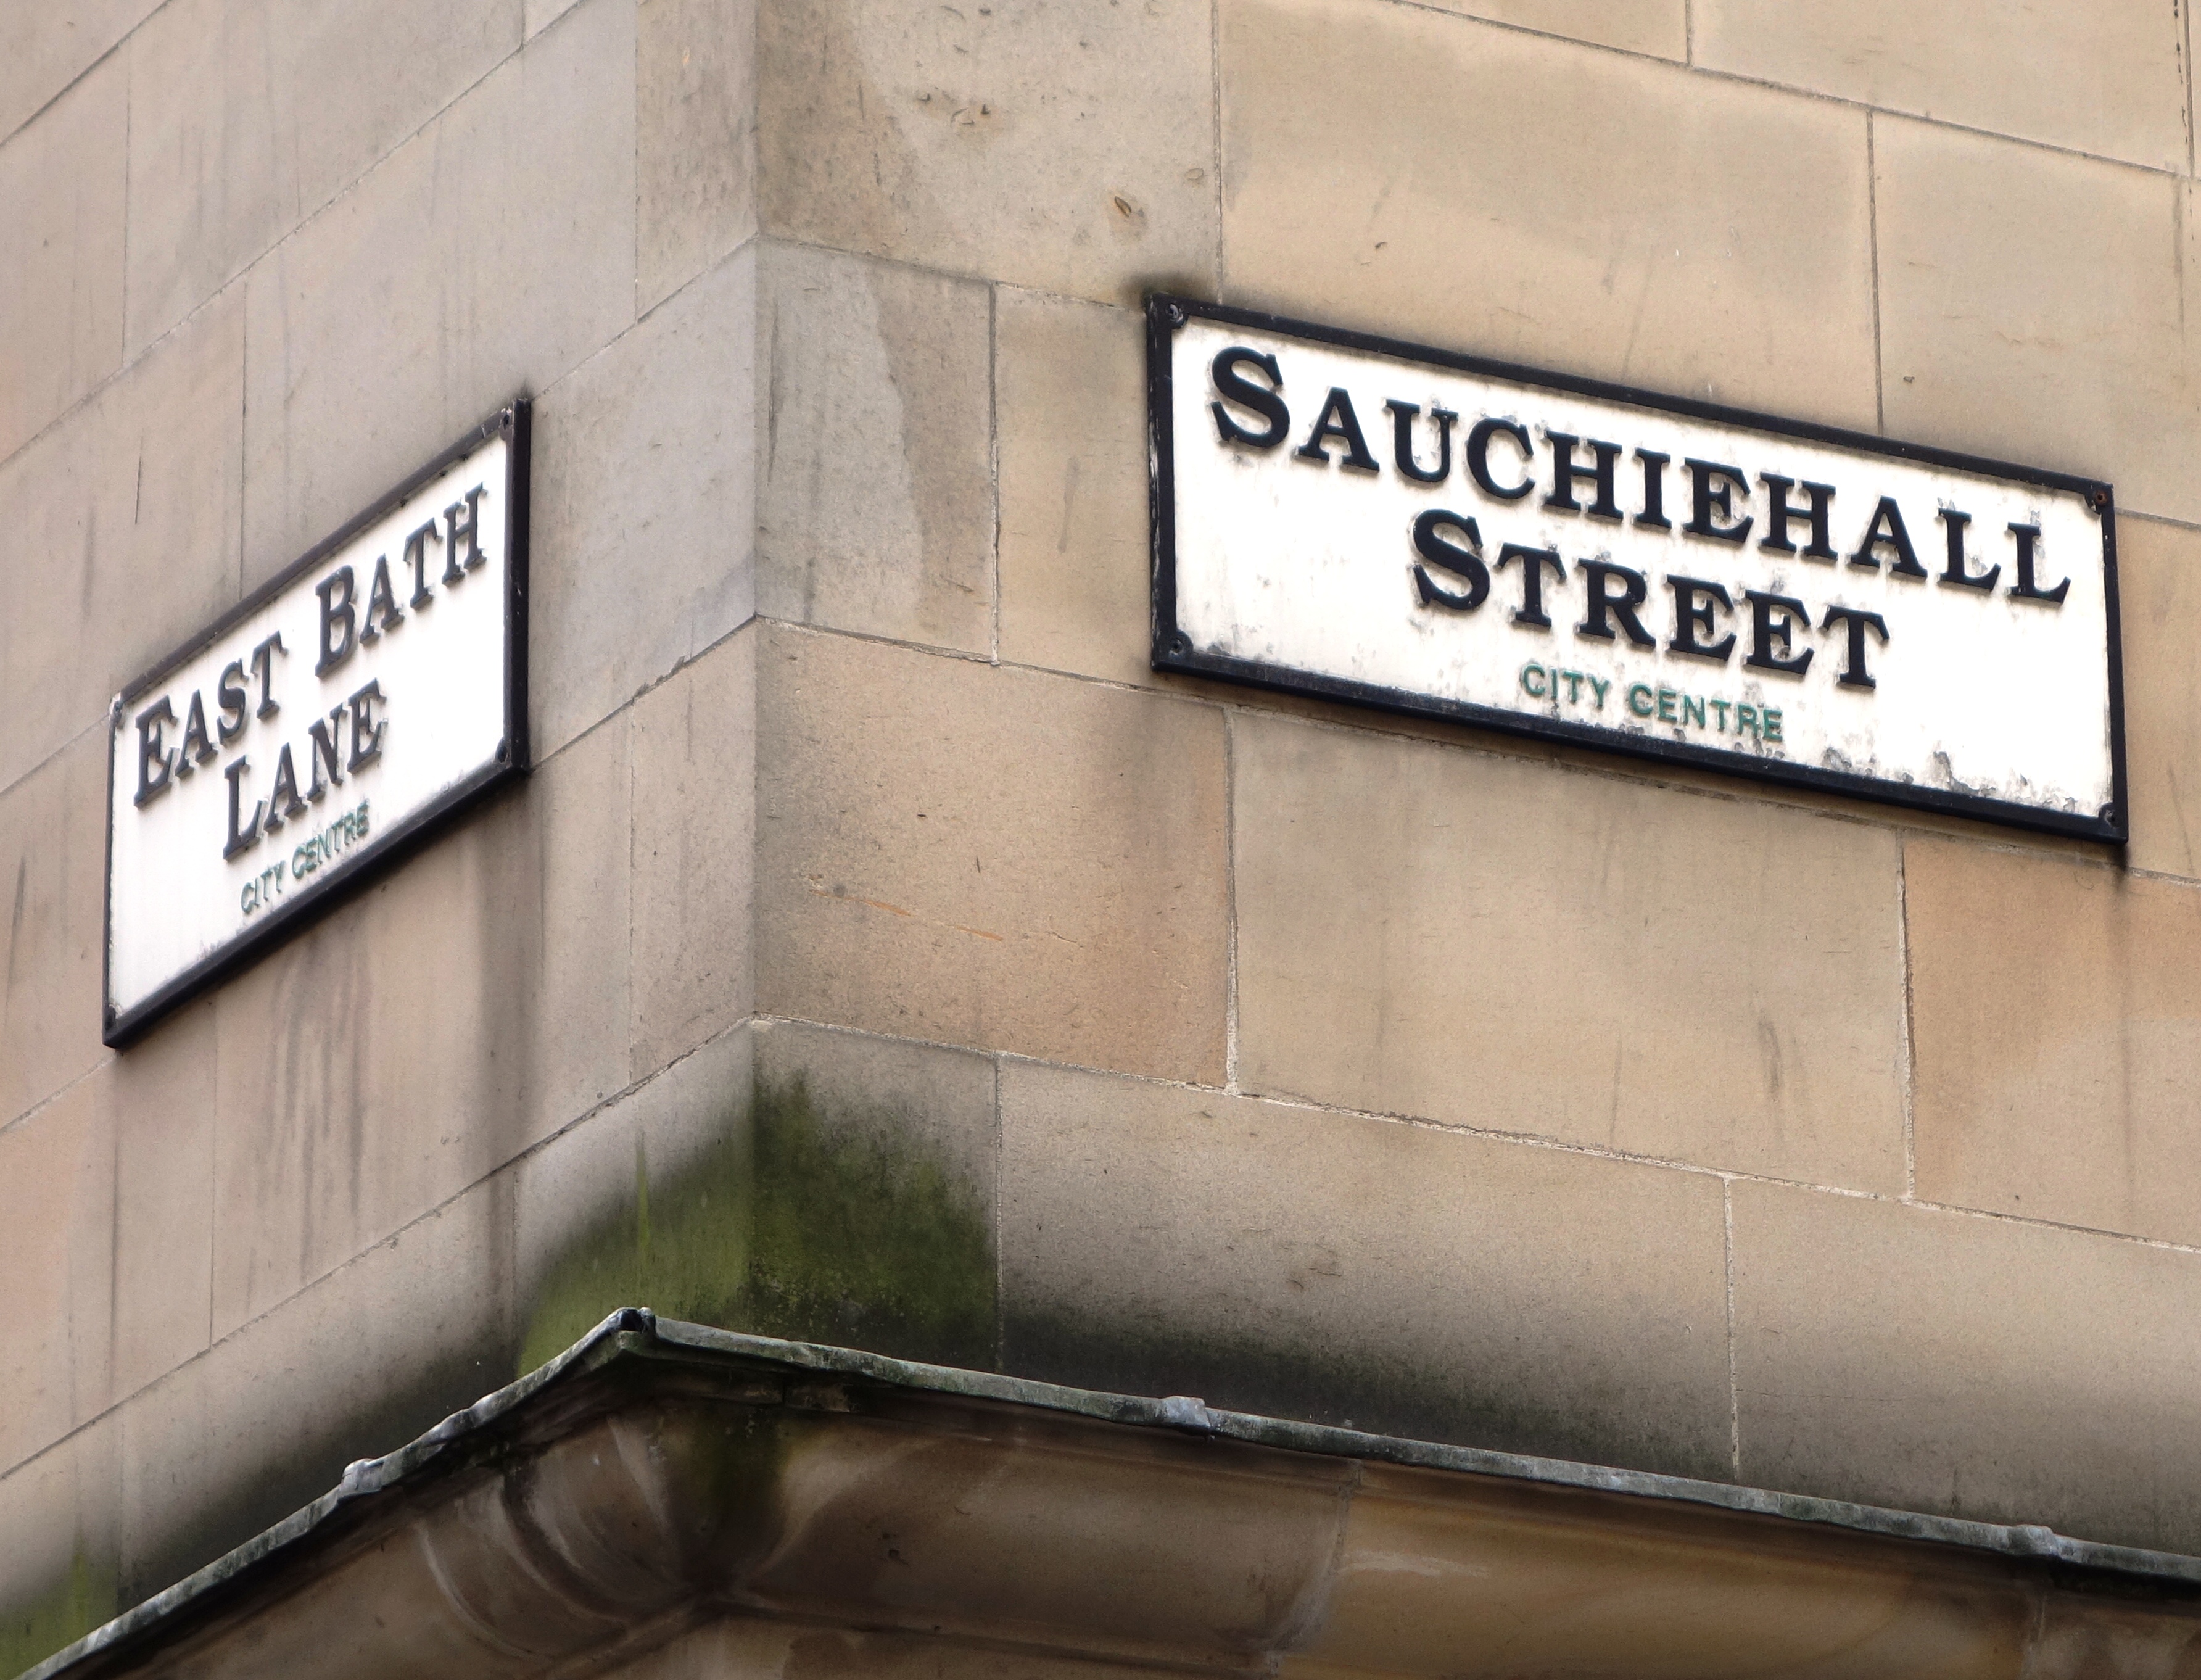 EAST BATH
LANE
CITY CENTRE
SAUCHIEHALL
STREET
CITY CENTRE